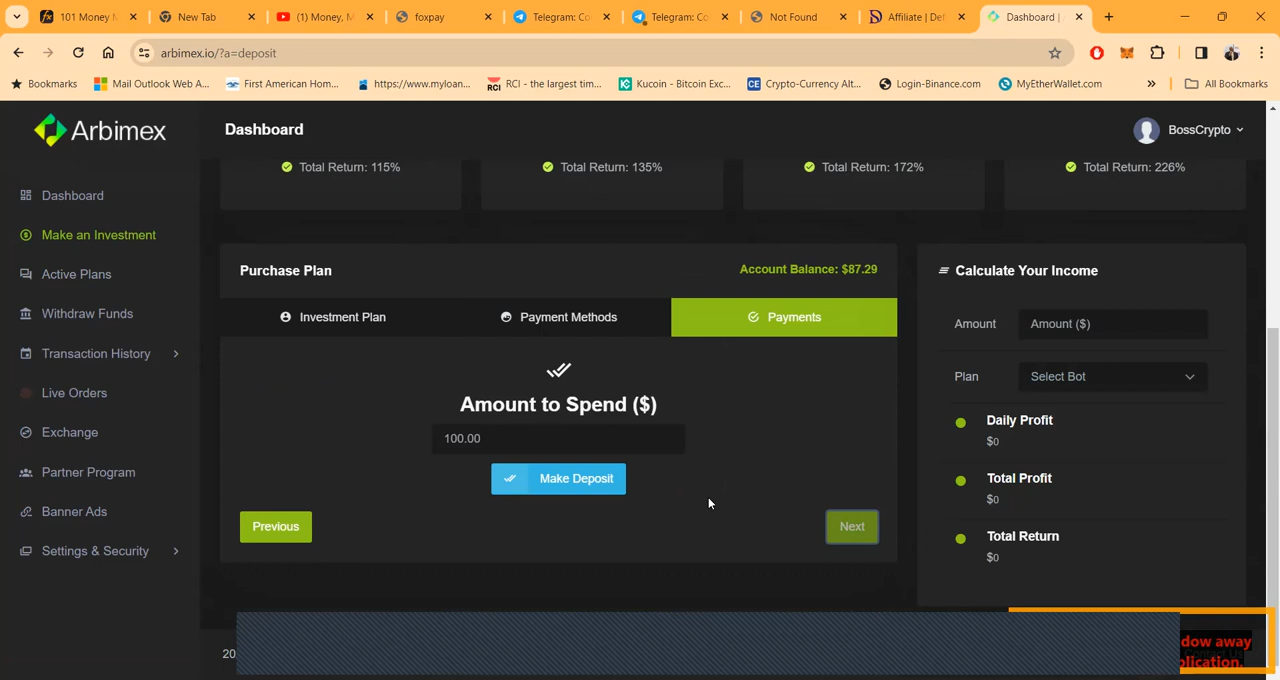 101 Money M
New Tab
(1) Money, M
foxpay
Telegram: Co
Telegram: Co
Not Found
Affiliate | Def
Dashboard |
arbimex.io/?a=deposit
Bookmarks
Mail Outlook Web A...
First American Hom...
https://www.myloan...
RCI - the largest tim...
Kucoin - Bitcoin Exc...
Crypto-Currency Alt...
Login-Binance.com
MyEtherWallet.com
All Bookmarks
Arbimex
Dashboard
BossCrypto
Total Return: 115%
Total Return: 135%
Total Return: 172%
Total Return: 226%
Dashboard
Make an Investment
Active Plans
Withdraw Funds
Transaction History
Live Orders
Exchange
Partner Program
Banner Ads
Settings & Security
Purchase Plan
Account Balance: $87.29
Investment Plan
Payment Methods
Payments
Amount to Spend ($)
100.00
Make Deposit
Previous
Next
Calculate Your Income
Amount
Amount ($)
Plan
Select Bot
Daily Profit
$0
Total Profit
$0
Total Return
$0
20
dow away
plication.